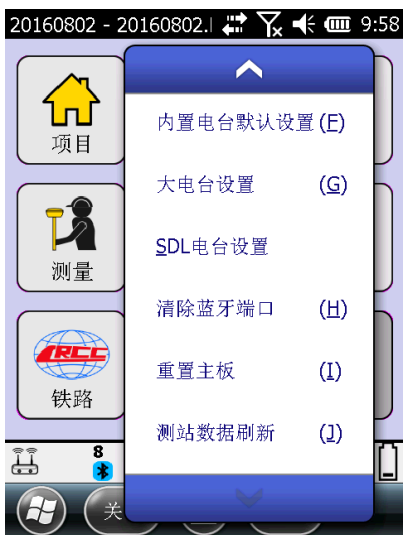 20160802 - 20160802.
9:58
内置电台默认设置(F)
项目
大电台设置 (G)
SDL电台设置
测量
清除蓝牙端口 (H)
RCC
重置主板 (I)
铁路
测站数据刷新 (J)
8
关